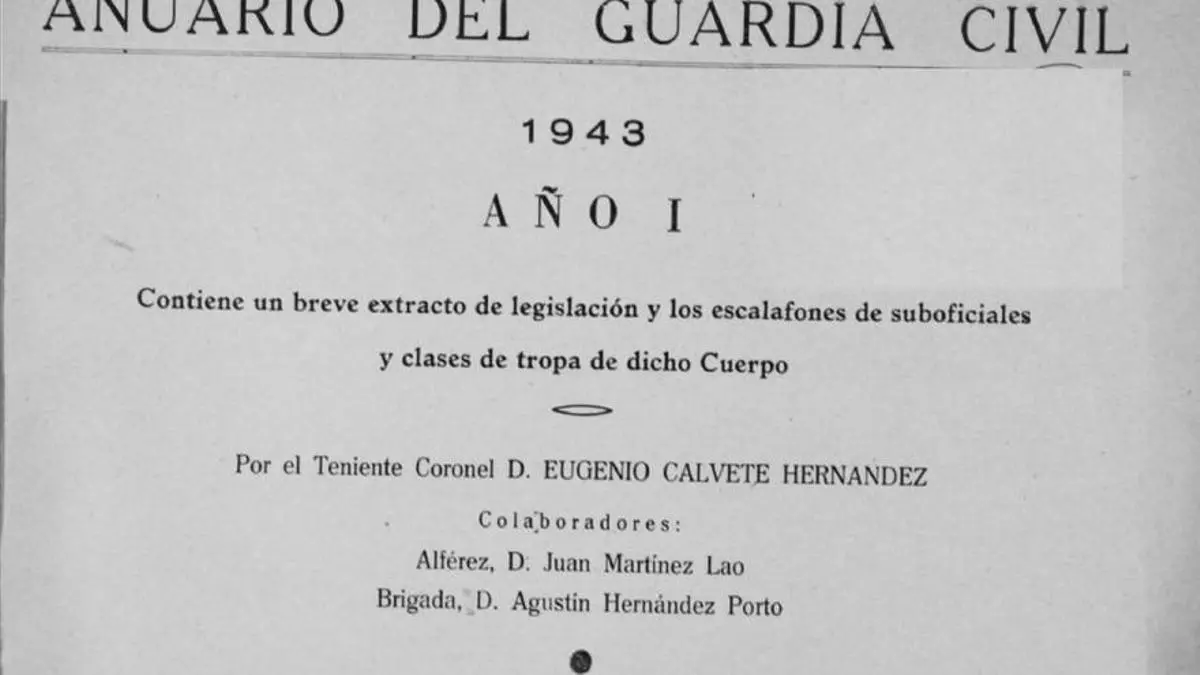 ANUARIO DEL GUARDIA CIVIL
1943
AÑO I
Contiene un breve extracto de legislación y los escalafones de suboficiales
y clases de tropa de dicho Cuerpo
Por el Teniente Coronel D. EUGENIO CALVETE HERNANDEZ
Colaboradores:
Alférez, D. Juan Martínez Lao
Brigada, D. Agustín Hernández Porto